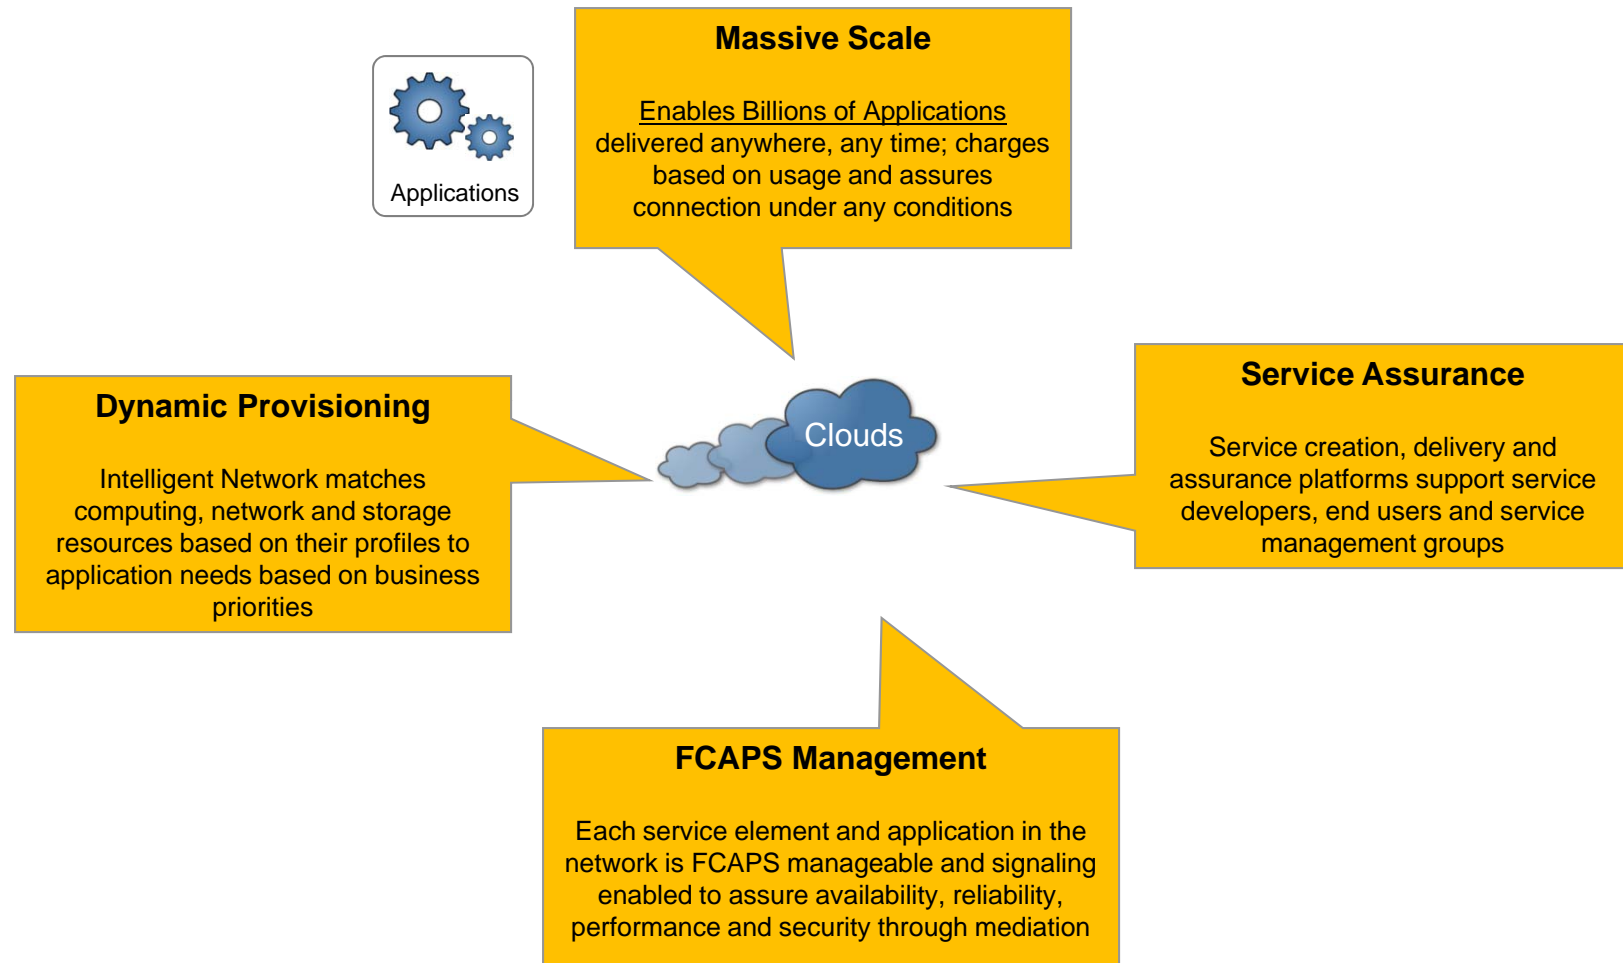 Massive Scale
Enables Billions of Applications
delivered anywhere, any time; charges
based on usage and assures
connection under any conditions
Applications
Dynamic Provisioning
Intelligent Network matches
computing, network and storage
resources based on their profiles to
application needs based on business
priorities
Clouds
Service Assurance
Service creation, delivery and
assurance platforms support service
developers, end users and service
management groups
FCAPS Management
Each service element and application in the
network is FCAPS manageable and signaling
enabled to assure availability, reliability,
performance and security through mediation